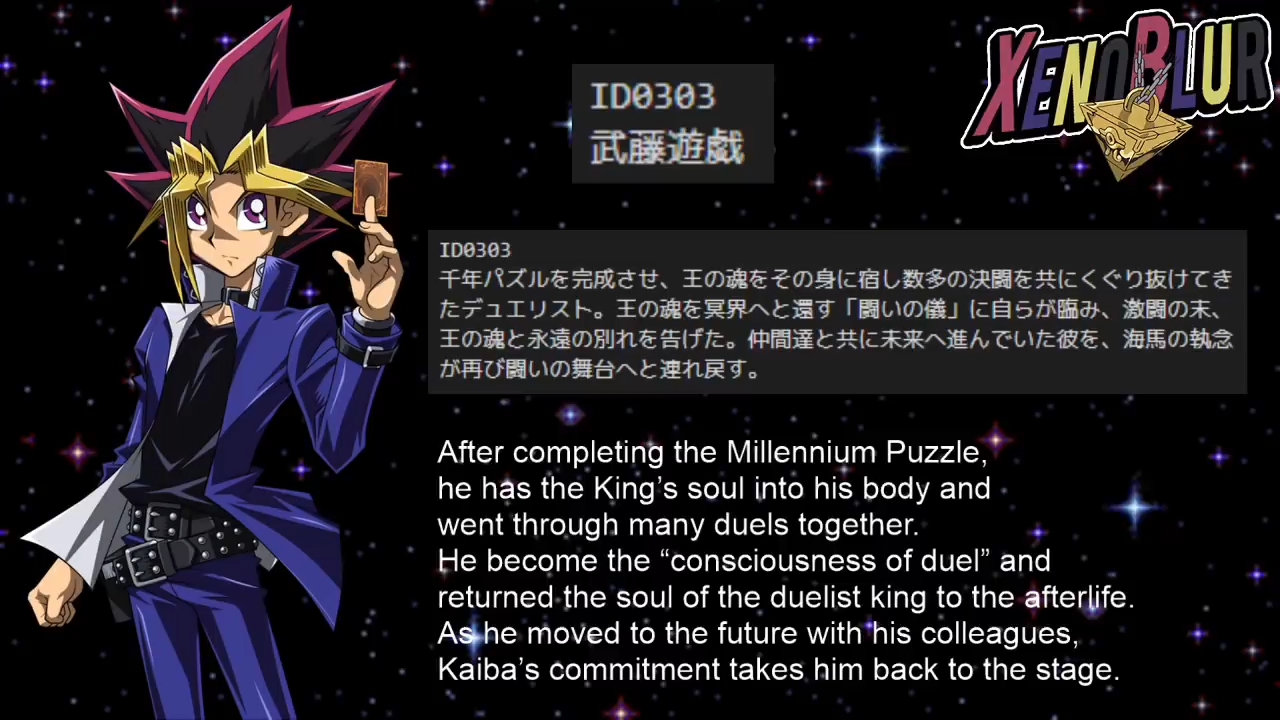 XENOBLUR
ID0303
武藤遊戯
ID0303
千年パズルを完成させ、王の魂をその身に宿し数多の決闘を共にくぐり抜けてき
たデュエリスト。王の魂を冥界へと還す「闘いの儀」に自らが臨み、激闘の末、
王の魂と永遠の別れを告げた。仲間達と共に未来へ進んでいた彼を、海馬の執念
が再び闘いの舞台へと連れ戻す。
After completing the Millennium Puzzle,
he has the King’s soul into his body and
went through many duels together.
He become the “consciousness of duel” and
returned the soul of the duelist king to the afterlife.
As he moved to the future with his colleagues,
Kaiba’s commitment takes him back to the stage.